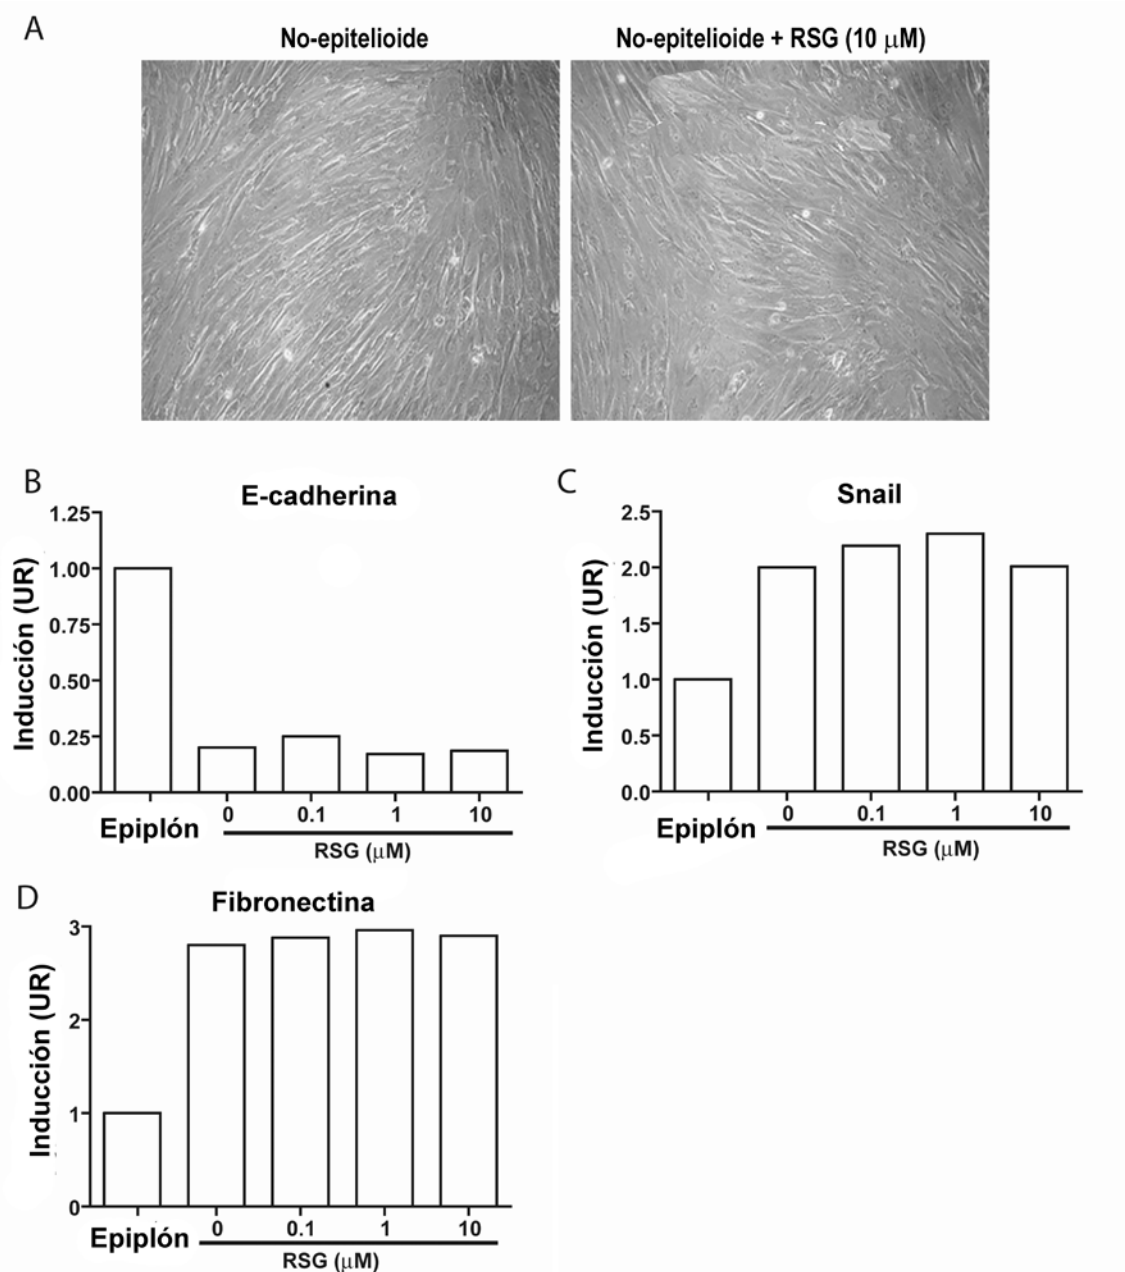 A
No-epitelioide
No-epitelioide + RSG (10 μM)
B
E-cadherina
Inducción (UR)
1.25
1.00
0.75
0.50
0.25
0.00
Epiplón
0
0.1
1
10
RSG (μM)
C
Snail
Inducción (UR)
2.5
2.0
1.5
1.0
0.5
0.0
Epiplón
0
0.1
1
10
RSG (μM)
D
Fibronectina
Inducción (UR)
3
2
1
0
Epiplón
0
0.1
1
10
RSG (μM)